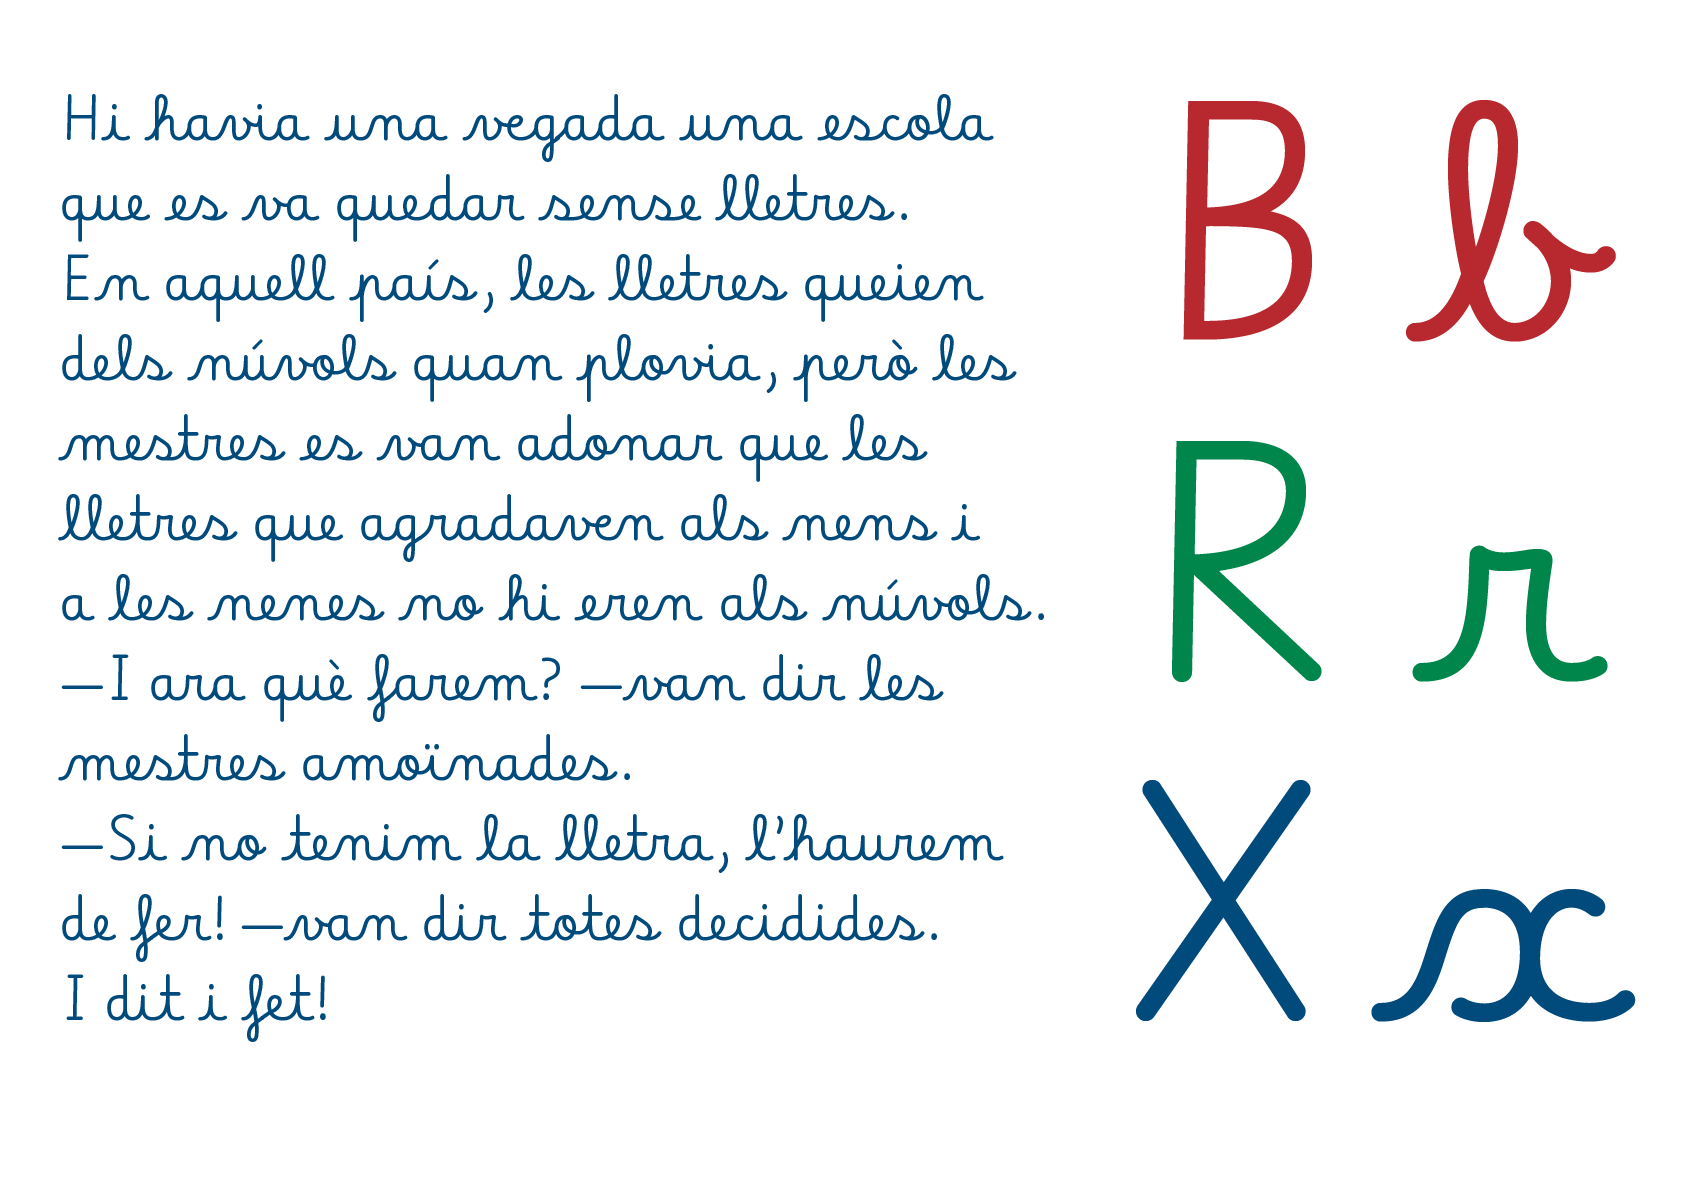 Hi havia una vegada una escola
que es va quedar sense lletres.
En aquell país, les lletres queien
dels núvols quan plovia, però les
mestres es van adonar que les
lletres que agradaven als nens i
a les nenes no hi eren als núvols.
—I ara què farem? —van dir les
mestres amoïnades.
—Si no tenim la lletra, l'haurem
de fer! —van dir totes decidides.
I dit i fet!
B b
R r
X x